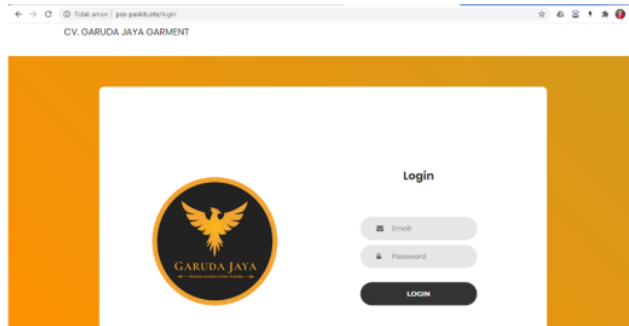 Tidak aman | pos-paskib.site/login
CV. GARUDA JAYA GARMENT
Login
Email
Password
GARUDA JAYA
LOGIN